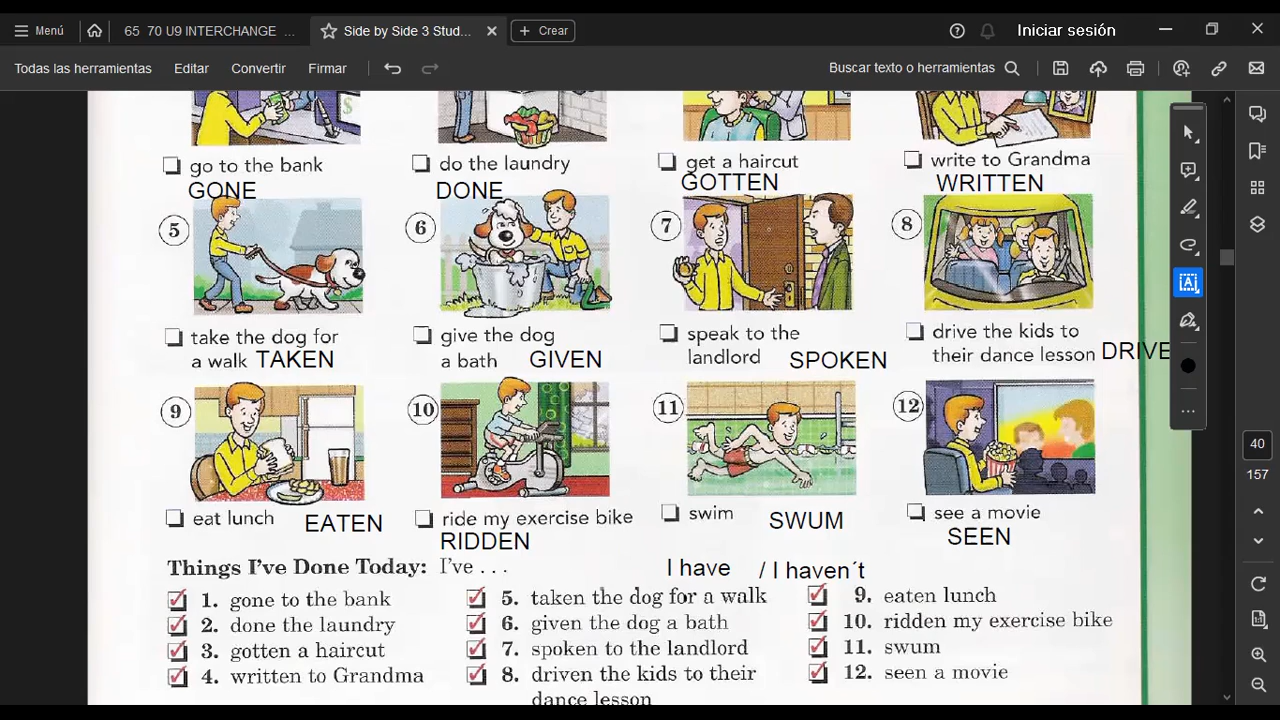 Menú
65 70 U9 INTERCHANGE ...
Side by Side 3 Stud...
Crear
Iniciar sesión
Todas las herramientas
Editar
Convertir
Firmar
Buscar texto o herramientas
go to the bank
GONE
do the laundry
DONE
get a haircut
GOTTEN
write to Grandma
WRITTEN
5
6
7
8
take the dog for
a walk TAKEN
give the dog
a bath GIVEN
speak to the
landlord SPOKEN
drive the kids to
their dance lesson DRIVE
9
10
11
12
eat lunch EATEN
ride my exercise bike
RIDDEN
swim SWUM
see a movie
SEEN
Things I've Done Today: I've . . .
I have / I haven´t
1. gone to the bank
2. done the laundry
3. gotten a haircut
4. written to Grandma
5. taken the dog for a walk
6. given the dog a bath
7. spoken to the landlord
8. driven the kids to their
dance lesson
9. eaten lunch
10. ridden my exercise bike
11. swum
12. seen a movie
40
157